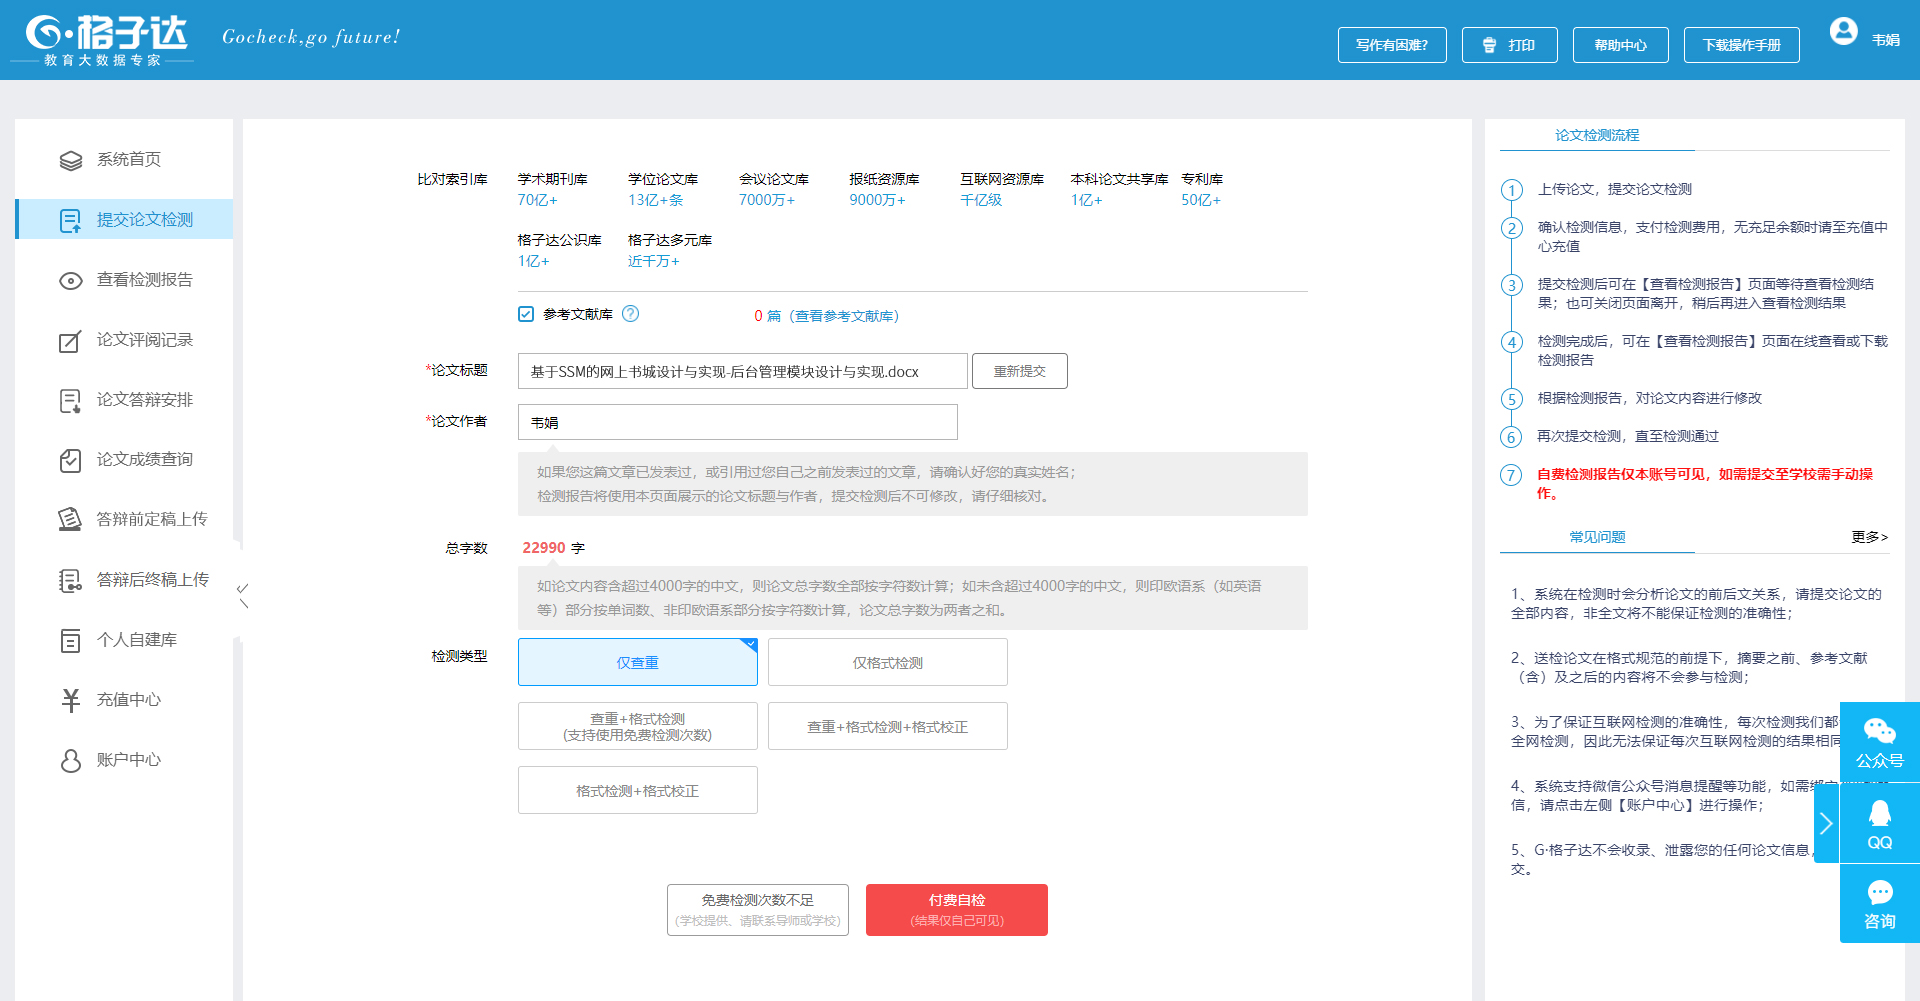 G·格子达
教育大数据专家
Gocheck,go future!
写作有困难?
打印
帮助中心
下载操作手册
韦娟
系统首页
提交论文检测
查看检测报告
论文评阅记录
论文答辩安排
论文成绩查询
答辩前定稿上传
答辩后终稿上传
个人自建库
充值中心
账户中心
比对索引库
学术期刊库 学位论文库 会议论文库 报纸资源库 互联网资源库 本科论文共享库 专利库
70亿+ 13亿+条 7000万+ 9000万+ 千亿级 1亿+ 50亿+
格子达公识库 格子达多元库
1亿+ 近千万+
参考文献库 ? 0 篇（查看参考文献库）
*论文标题 基于SSM的网上书城设计与实现-后台管理模块设计与实现.docx 重新提交
*论文作者 韦娟
如果您这篇文章已发表过，或引用过您自己之前发表过的文章，请确认好您的真实姓名；
检测报告将使用本页面展示的论文标题与作者，提交检测后不可修改，请仔细核对。
总字数 22990 字
如论文内容含超过4000字的中文，则论文总字数全部按字符数计算；如未含超过4000字的中文，则印欧语系（如英语
等）部分按单词数、非印欧语系部分按字符数计算，论文总字数为两者之和。
检测类型 仅查重 仅格式检测
查重+格式检测
(支持使用免费检测次数)
查重+格式检测+格式校正
格式检测+格式校正
免费检测次数不足
(学校提供、请联系导师或学校)
付费自检
(结果仅自己可见)
论文检测流程
1 上传论文，提交论文检测
2 确认检测信息，支付检测费用，无充足余额时请至充值中
心充值
3 提交检测后可在【查看检测报告】页面等待查看检测结
果；也可关闭页面离开，稍后再进入查看检测结果
4 检测完成后，可在【查看检测报告】页面在线查看或下载
检测报告
5 根据检测报告，对论文内容进行修改
6 再次提交检测，直至检测通过
7 自费检测报告仅本账号可见，如需提交至学校需手动操
作。
常见问题 更多>
1、系统在检测时会分析论文的前后文关系，请提交论文的
全部内容，非全文将不能保证检测的准确性；
2、送检论文在格式规范的前提下，摘要之前、参考文献
（含）及之后的内容将不会参与检测；
3、为了保证互联网检测的准确性，每次检测我们都
全网检测，因此无法保证每次互联网检测的结果相同
4、系统支持微信公众号消息提醒等功能，如需绑定
信，请点击左侧【账户中心】进行操作；
5、G·格子达不会收录、泄露您的任何论文信息，
交。
公众号
QQ
咨询